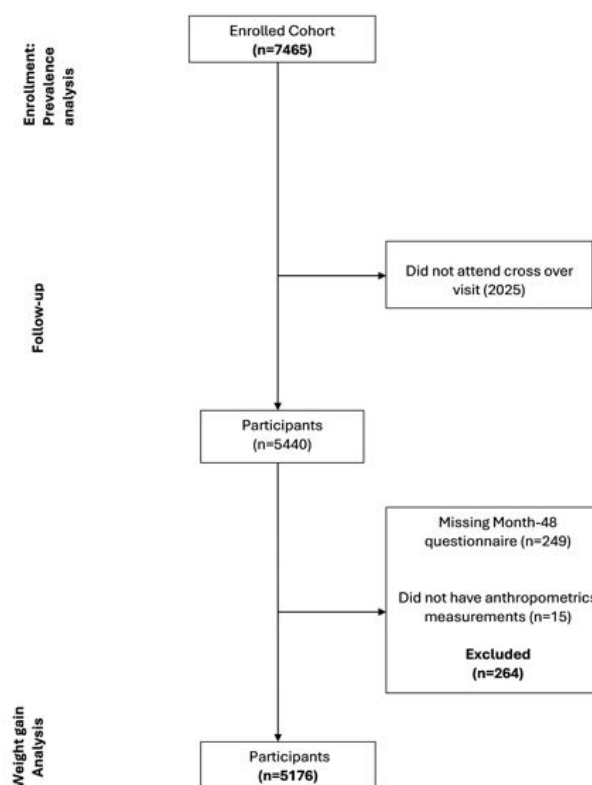 Enrolled Cohort
(n=7465)
Enrollment:
Prevalence
analysis
Did not attend cross over
visit (2025)
Follow-up
Participants
(n=5440)
Missing Month-48
questionnaire (n=249)
Did not have anthropometrics
measurements (n=15)
Excluded
(n=264)
Weight gain
Analysis
Participants
(n=5176)